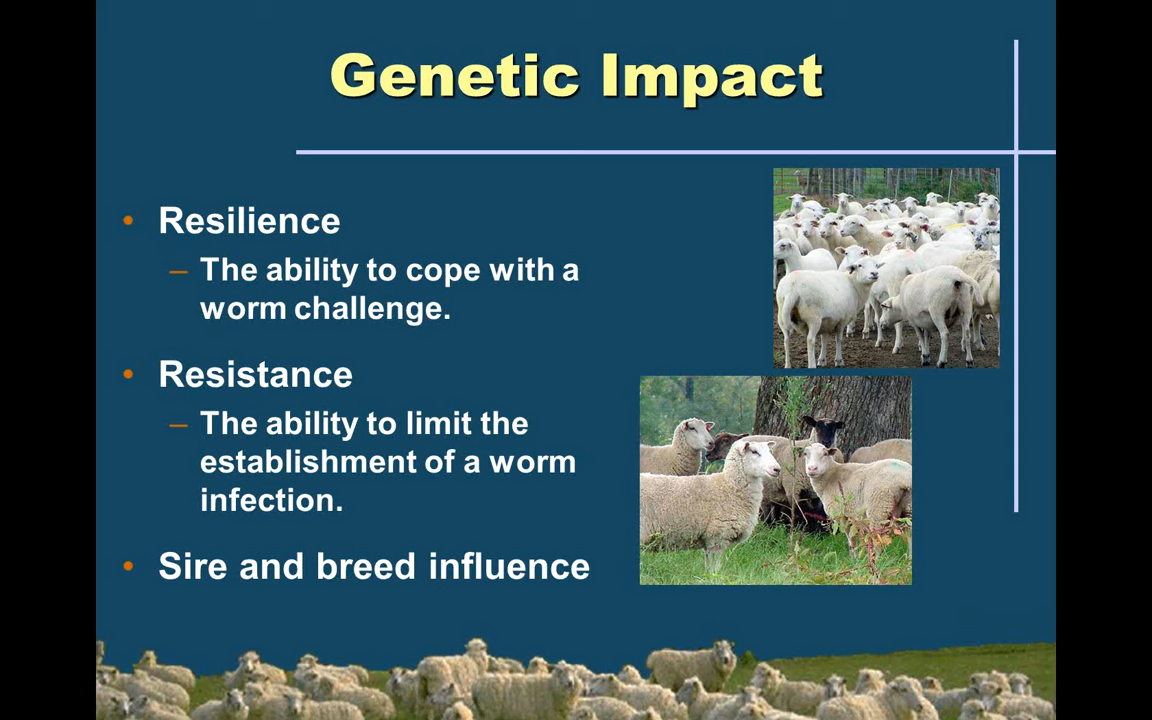 Genetic Impact
• Resilience
– The ability to cope with a
worm challenge.
• Resistance
– The ability to limit the
establishment of a worm
infection.
• Sire and breed influence